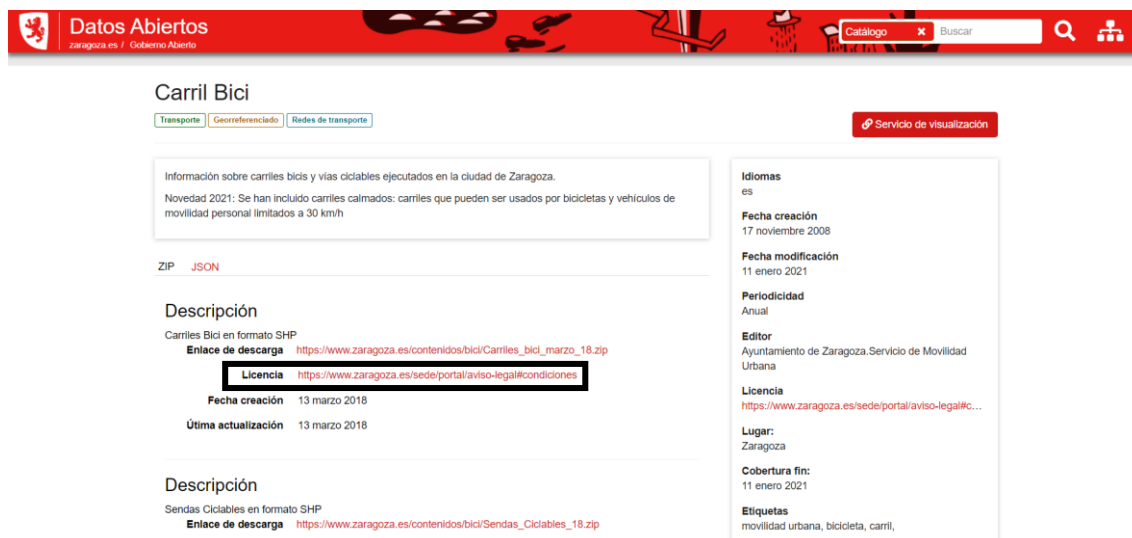 Datos Abiertos
zaragoza.es / Gobierno Abierto
Catálogo
Buscar
Carril Bici
Transporte
Georreferenciado
Redes de transporte
Servicio de visualización
Información sobre carriles bicis y vías ciclables ejecutados en la ciudad de Zaragoza.
Novedad 2021: Se han incluido carriles calmados: carriles que pueden ser usados por bicicletas y vehículos de
movilidad personal limitados a 30 km/h
ZIP JSON
Descripción
Carriles Bici en formato SHP
Enlace de descarga https://www.zaragoza.es/contenidos/bici/Carriles_bici_marzo_18.zip
Licencia https://www.zaragoza.es/sede/portal/aviso-legal#condiciones
Fecha creación 13 marzo 2018
Útima actualización 13 marzo 2018
Descripción
Sendas Ciclables en formato SHP
Enlace de descarga https://www.zaragoza.es/contenidos/bici/Sendas_Ciclables_18.zip
Idiomas
es
Fecha creación
17 noviembre 2008
Fecha modificación
11 enero 2021
Periodicidad
Anual
Editor
Ayuntamiento de Zaragoza.Servicio de Movilidad
Urbana
Licencia
https://www.zaragoza.es/sede/portal/aviso-legal#c...
Lugar:
Zaragoza
Cobertura fin:
11 enero 2021
Etiquetas
movilidad urbana, bicicleta, carril,